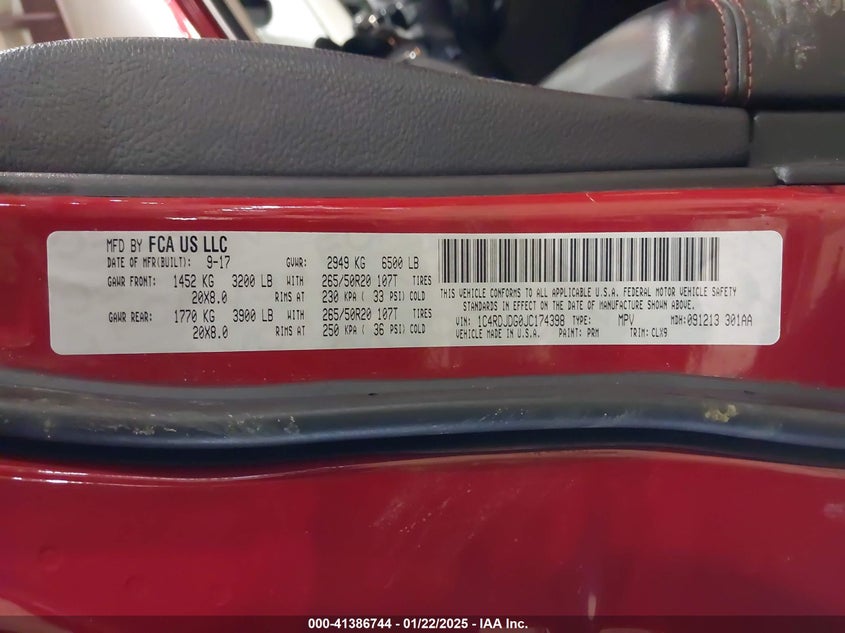 MFD BY FCA US LLC
DATE OF MFR(BUILT): 9-17 GVWR: 2949 KG 6500 LB
GAWR FRONT: 1452 KG 3200 LB WITH 265/50R20 107T TIRES
20X8.0 RIMS AT 230 KPA ( 33 PSI) COLD
GAWR REAR: 1770 KG 3900 LB WITH 265/50R20 107T TIRES
20X8.0 RIMS AT 250 KPA ( 36 PSI) COLD
THIS VEHICLE CONFORMS TO ALL APPLICABLE U.S.A. FEDERAL MOTOR VEHICLE SAFETY
STANDARDS IN EFFECT ON THE DATE OF MANUFACTURE SHOWN ABOVE.
VIN: 1C4RDJDG0JC174398 TYPE: MPV MDH:091213 301AA
VEHICLE MADE IN U.S.A. PAINT: PRM TRIM: CLX9
000-41386744 - 01/22/2025 - IAA Inc.